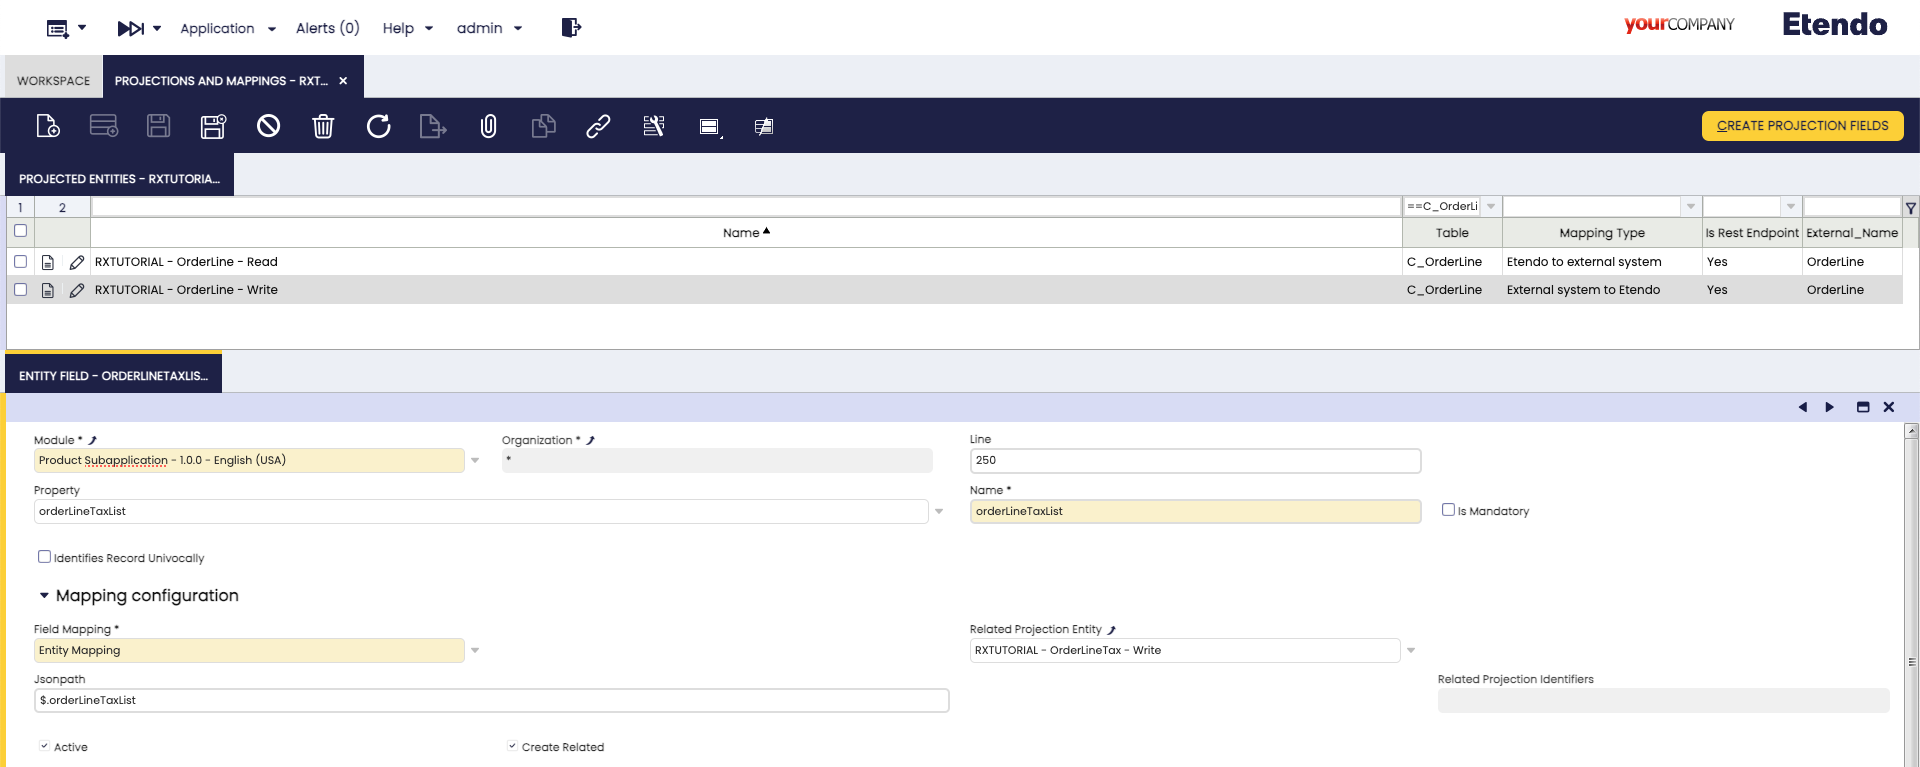 Application Alerts (0) Help admin yourCOMPANY Etendo
WORKSPACE PROJECTIONS AND MAPPINGS - RXT...
CREATE PROJECTION FIELDS
PROJECTED ENTITIES - RXTUTORIA...
1 2 ==C_OrderLi
Name Table Mapping Type Is Rest Endpoint External_Name
RXTUTORIAL - OrderLine - Read C_OrderLine Etendo to external system Yes OrderLine
RXTUTORIAL - OrderLine - Write C_OrderLine External system to Etendo Yes OrderLine
ENTITY FIELD - ORDERLINETAXLIS...
Module * Organization * Line
Product Subapplication - 1.0.0 - English (USA) * 250
Property Name *
orderLineTaxList orderLineTaxList Is Mandatory
Identifies Record Univocally
Mapping configuration
Field Mapping * Related Projection Entity
Entity Mapping RXTUTORIAL - OrderLineTax - Write
Jsonpath Related Projection Identifiers
$.orderLineTaxList
Active Create Related